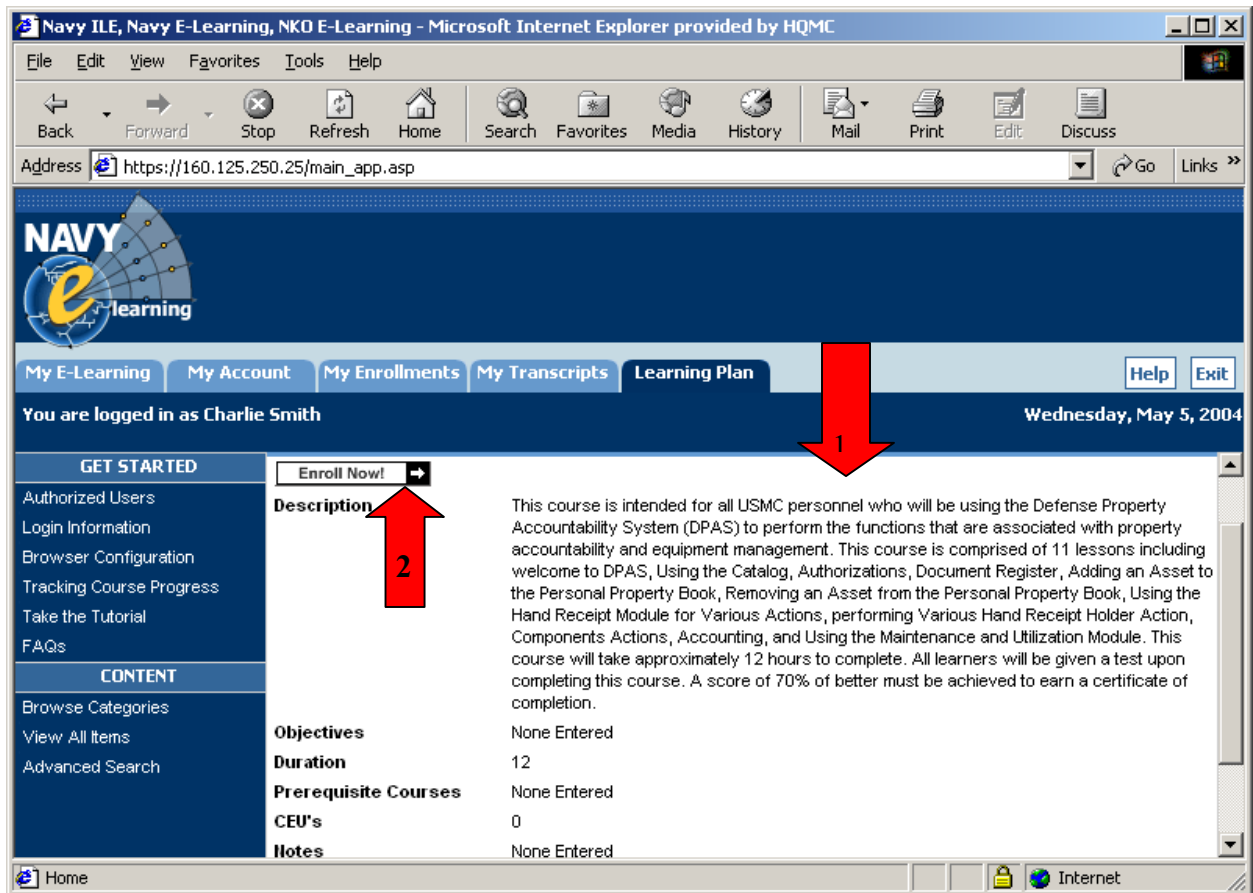 Navy ILE, Navy E-Learning, NKO E-Learning - Microsoft Internet Explorer provided by HQMC
File Edit View Favorites Tools Help
Back Forward Stop Refresh Home Search Favorites Media History Mail Print Edit Discuss
Address https://160.125.250.25/main_app.asp Go Links »
NAVY
e
learning
My E-Learning My Account My Enrollments My Transcripts Learning Plan Help Exit
You are logged in as Charlie Smith Wednesday, May 5, 2004
1
GET STARTED
Authorized Users
Login Information
Browser Configuration
Tracking Course Progress
Take the Tutorial
FAQs
CONTENT
Browse Categories
View All Items
Advanced Search
Enroll Now!
2
Description
This course is intended for all USMC personnel who will be using the Defense Property
Accountability System (DPAS) to perform the functions that are associated with property
accountability and equipment management. This course is comprised of 11 lessons including
welcome to DPAS, Using the Catalog, Authorizations, Document Register, Adding an Asset to
the Personal Property Book, Removing an Asset from the Personal Property Book, Using the
Hand Receipt Module for Various Actions, performing Various Hand Receipt Holder Action,
Components Actions, Accounting, and Using the Maintenance and Utilization Module. This
course will take approximately 12 hours to complete. All learners will be given a test upon
completing this course. A score of 70% of better must be achieved to earn a certificate of
completion.
Objectives None Entered
Duration 12
Prerequisite Courses None Entered
CEU's 0
Notes None Entered
Home Internet